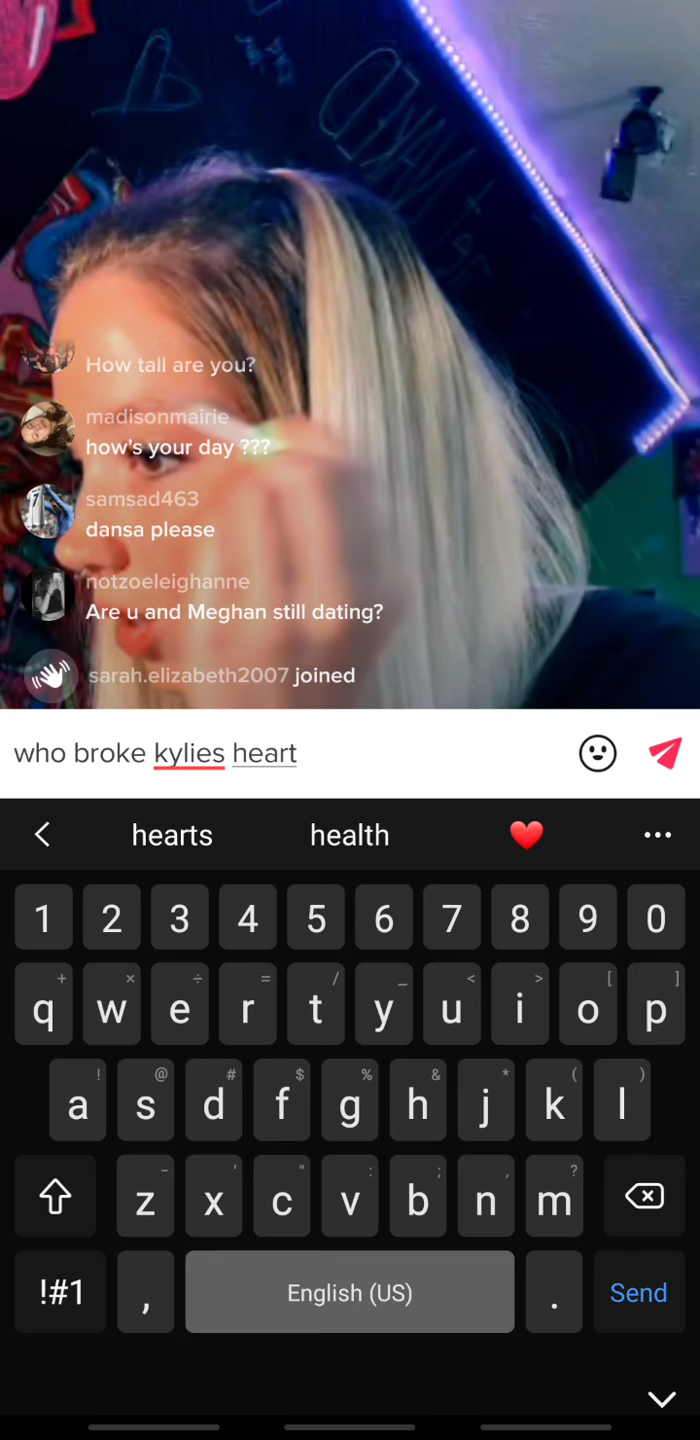 How tall are you?
madisonmairie
how's your day ???
samsad463
dansa please
notzoeleighanne
Are u and Meghan still dating?
sarah.elizabeth2007 joined
who broke kylies heart
hearts health ❤️ ...
1 2 3 4 5 6 7 8 9 0
+ × ÷ = / _ < > [ ]
q w e r t y u i o p
! @ # $ % & * ( )
a s d f g h j k l
- ' " : ; , ?
z x c v b n m
!#1 , English (US) . Send